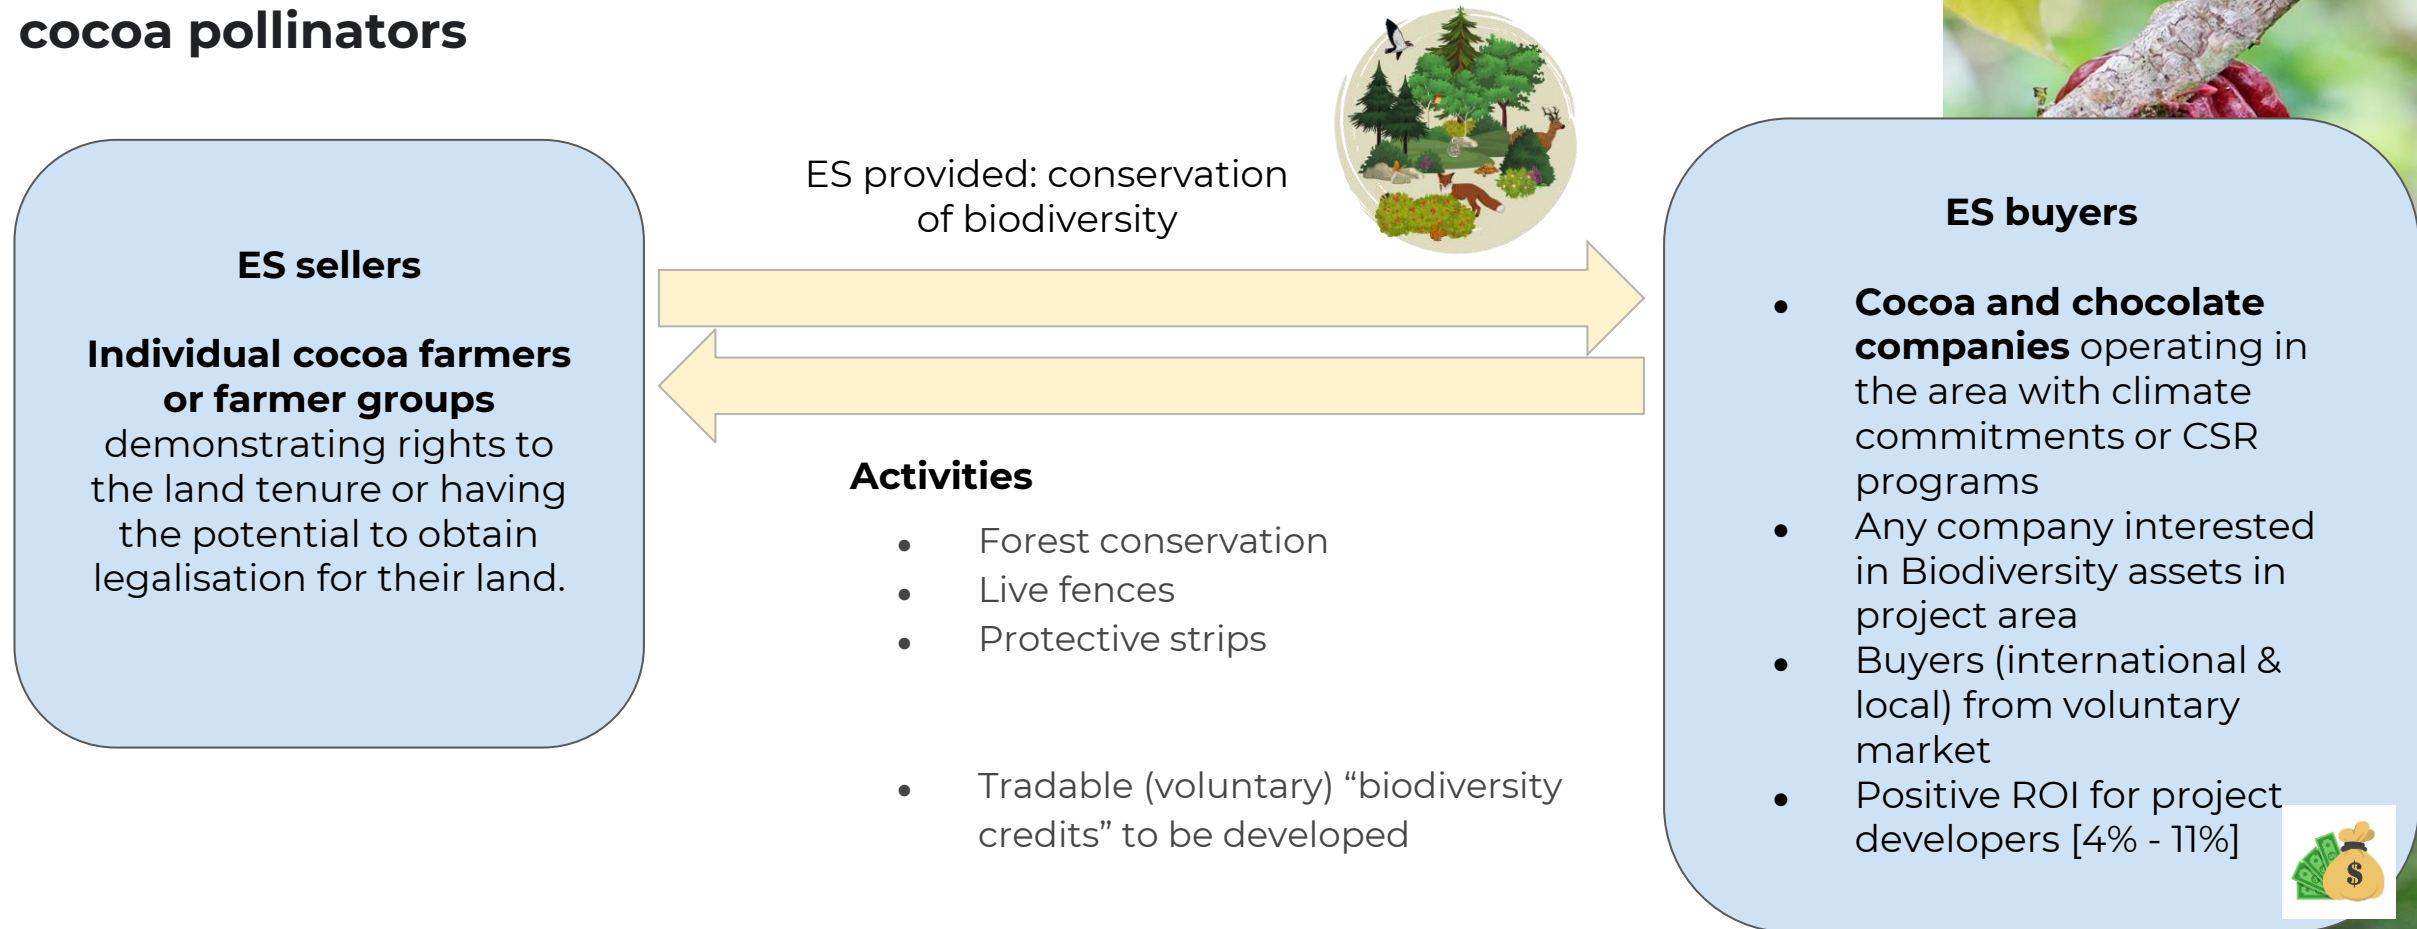 cocoa pollinators
ES sellers
Individual cocoa farmers
or farmer groups
demonstrating rights to
the land tenure or having
the potential to obtain
legalisation for their land.
ES provided: conservation
of biodiversity
Activities
● Forest conservation
● Live fences
● Protective strips
● Tradable (voluntary) “biodiversity
credits” to be developed
ES buyers
● Cocoa and chocolate
companies operating in
the area with climate
commitments or CSR
programs
● Any company interested
in Biodiversity assets in
project area
● Buyers (international &
local) from voluntary
market
● Positive ROI for project
developers [4% - 11%]
$